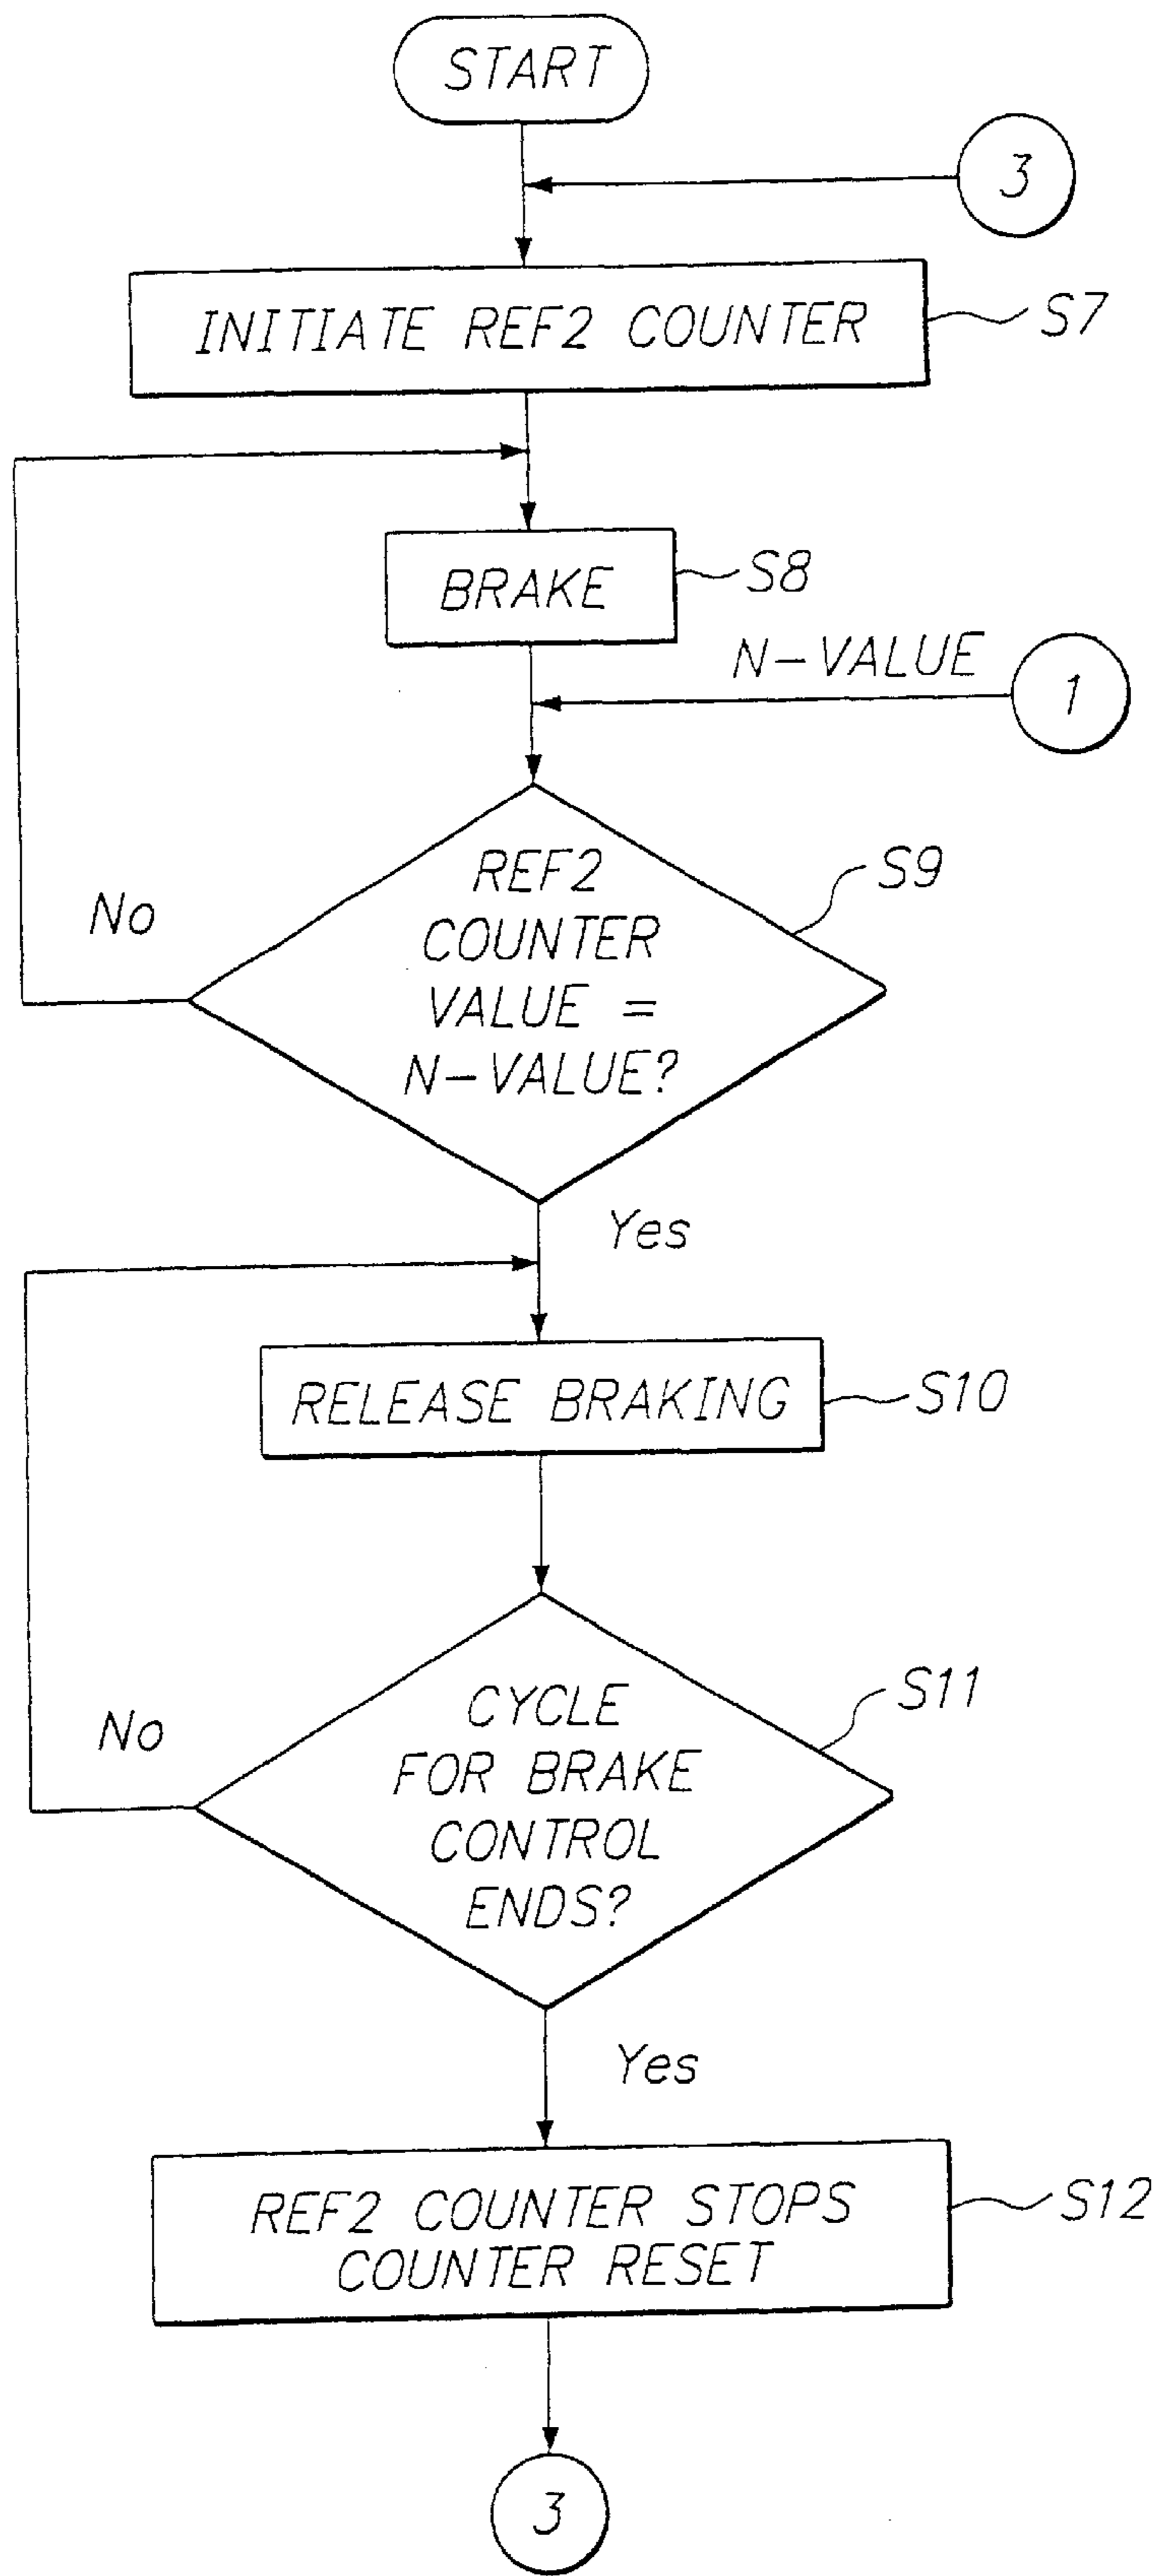 START
3
INITIATE REF2 COUNTER
S7
BRAKE
S8
N-VALUE
1
REF2
COUNTER
VALUE =
N-VALUE?
S9
No
Yes
RELEASE BRAKING
S10
CYCLE
FOR BRAKE
CONTROL
ENDS?
S11
No
Yes
REF2 COUNTER STOPS
COUNTER RESET
S12
3